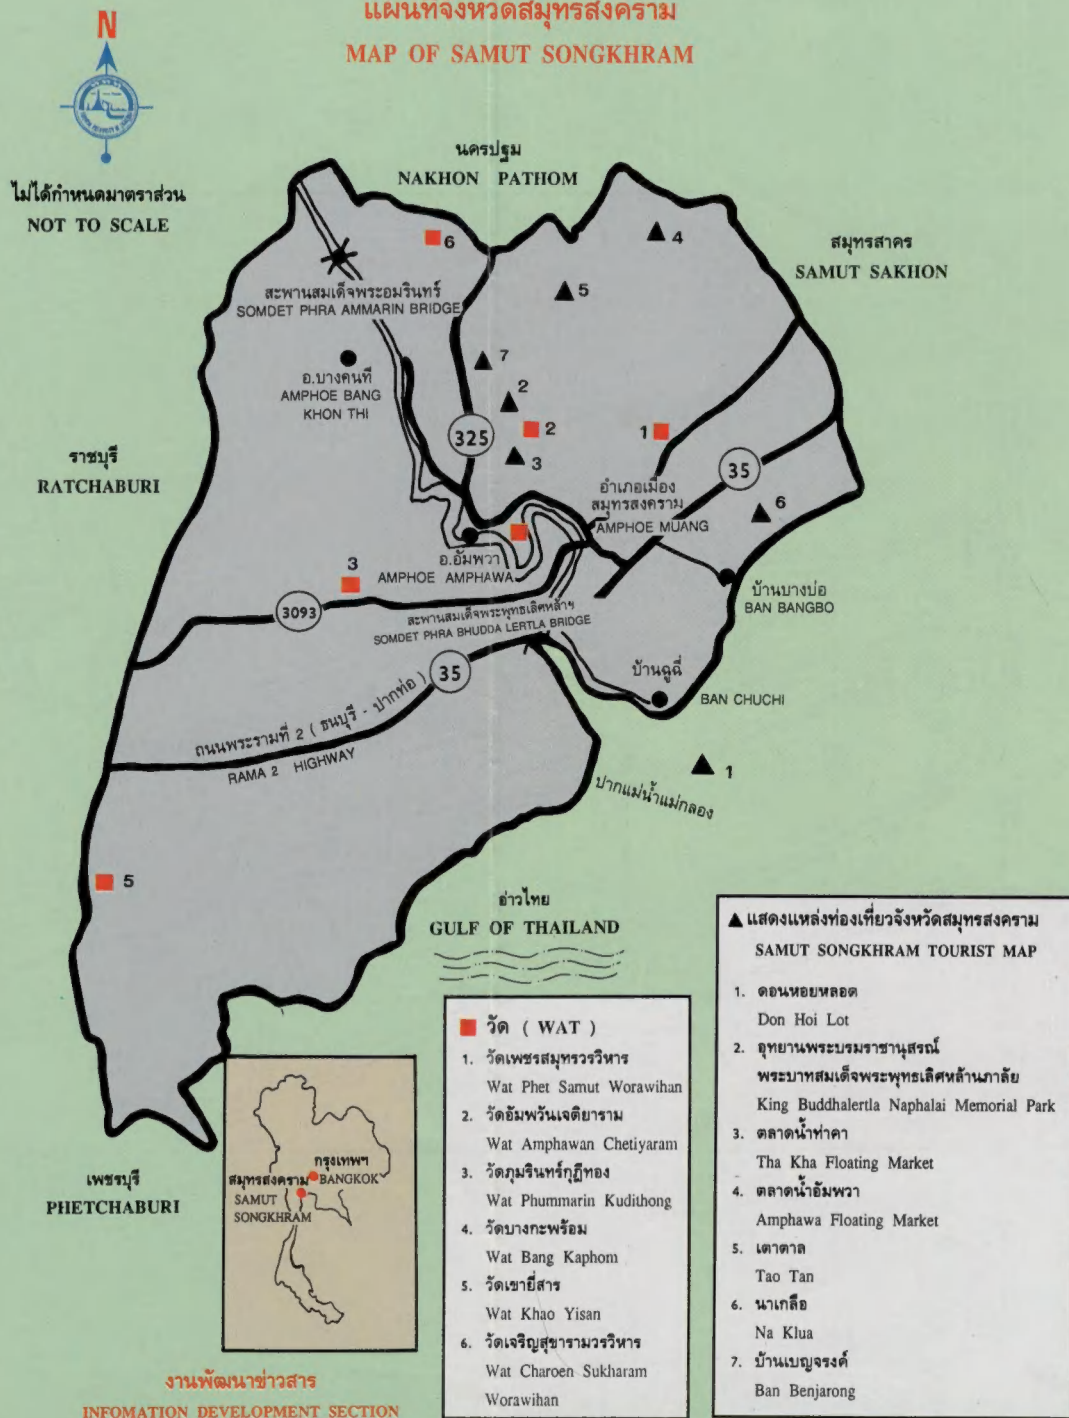 แผนที่จังหวัดสมุทรสงคราม
MAP OF SAMUT SONGKHRAM
N
ไม่ได้กำหนดมาตราส่วน
NOT TO SCALE
นครปฐม
NAKHON PATHOM
สมุทรสาคร
SAMUT SAKHON
6
4
5
สะพานสมเด็จพระอมรินทร์
SOMDET PHRA AMMARIN BRIDGE
7
อ.บางคนที
AMPHOE BANG
KHON THI
2
325
2
1
3
ราชบุรี
RATCHABURI
35
อำเภอเมือง
สมุทรสงคราม
AMPHOE MUANG
6
อ.อัมพวา
AMPHOE AMPHAWA
3
บ้านบางบ่อ
BAN BANGBO
3093
สะพานสมเด็จพระพุทธเลิศหล้าฯ
SOMDET PHRA BHUDDA LERTLA BRIDGE
35
บ้านฉู่ฉี่
BAN CHUCHI
ถนนพระรามที่ 2 ( ธนบุรี - ปากท่อ )
RAMA 2 HIGHWAY
1
ปากแม่น้ำแม่กลอง
5
อ่าวไทย
GULF OF THAILAND
เพชรบุรี
PHETCHABURI
กรุงเทพฯ
BANGKOK
สมุทรสงคราม
SAMUT
SONGKHRAM
วัด ( WAT )
1. วัดเพชรสมุทรวรวิหาร
Wat Phet Samut Worawihan
2. วัดอัมพวันเจติยาราม
Wat Amphawan Chetiyaram
3. วัดภุมรินทร์กุฎีทอง
Wat Phummarin Kudithong
4. วัดบางกะพร้อม
Wat Bang Kaphom
5. วัดเขายี่สาร
Wat Khao Yisan
6. วัดเจริญสุขารามวรวิหาร
Wat Charoen Sukharam
Worawihan
▲ แสดงแหล่งท่องเที่ยวจังหวัดสมุทรสงคราม
SAMUT SONGKHRAM TOURIST MAP
1. ดอนหอยหลอด
Don Hoi Lot
2. อุทยานพระบรมราชานุสรณ์
พระบาทสมเด็จพระพุทธเลิศหล้านภาลัย
King Buddhalertla Naphalai Memorial Park
3. ตลาดน้ำท่าคา
Tha Kha Floating Market
4. ตลาดน้ำอัมพวา
Amphawa Floating Market
5. เตาตาล
Tao Tan
6. นาเกลือ
Na Klua
7. บ้านเบญจรงค์
Ban Benjarong
งานพัฒนาข่าวสาร
INFOMATION DEVELOPMENT SECTION